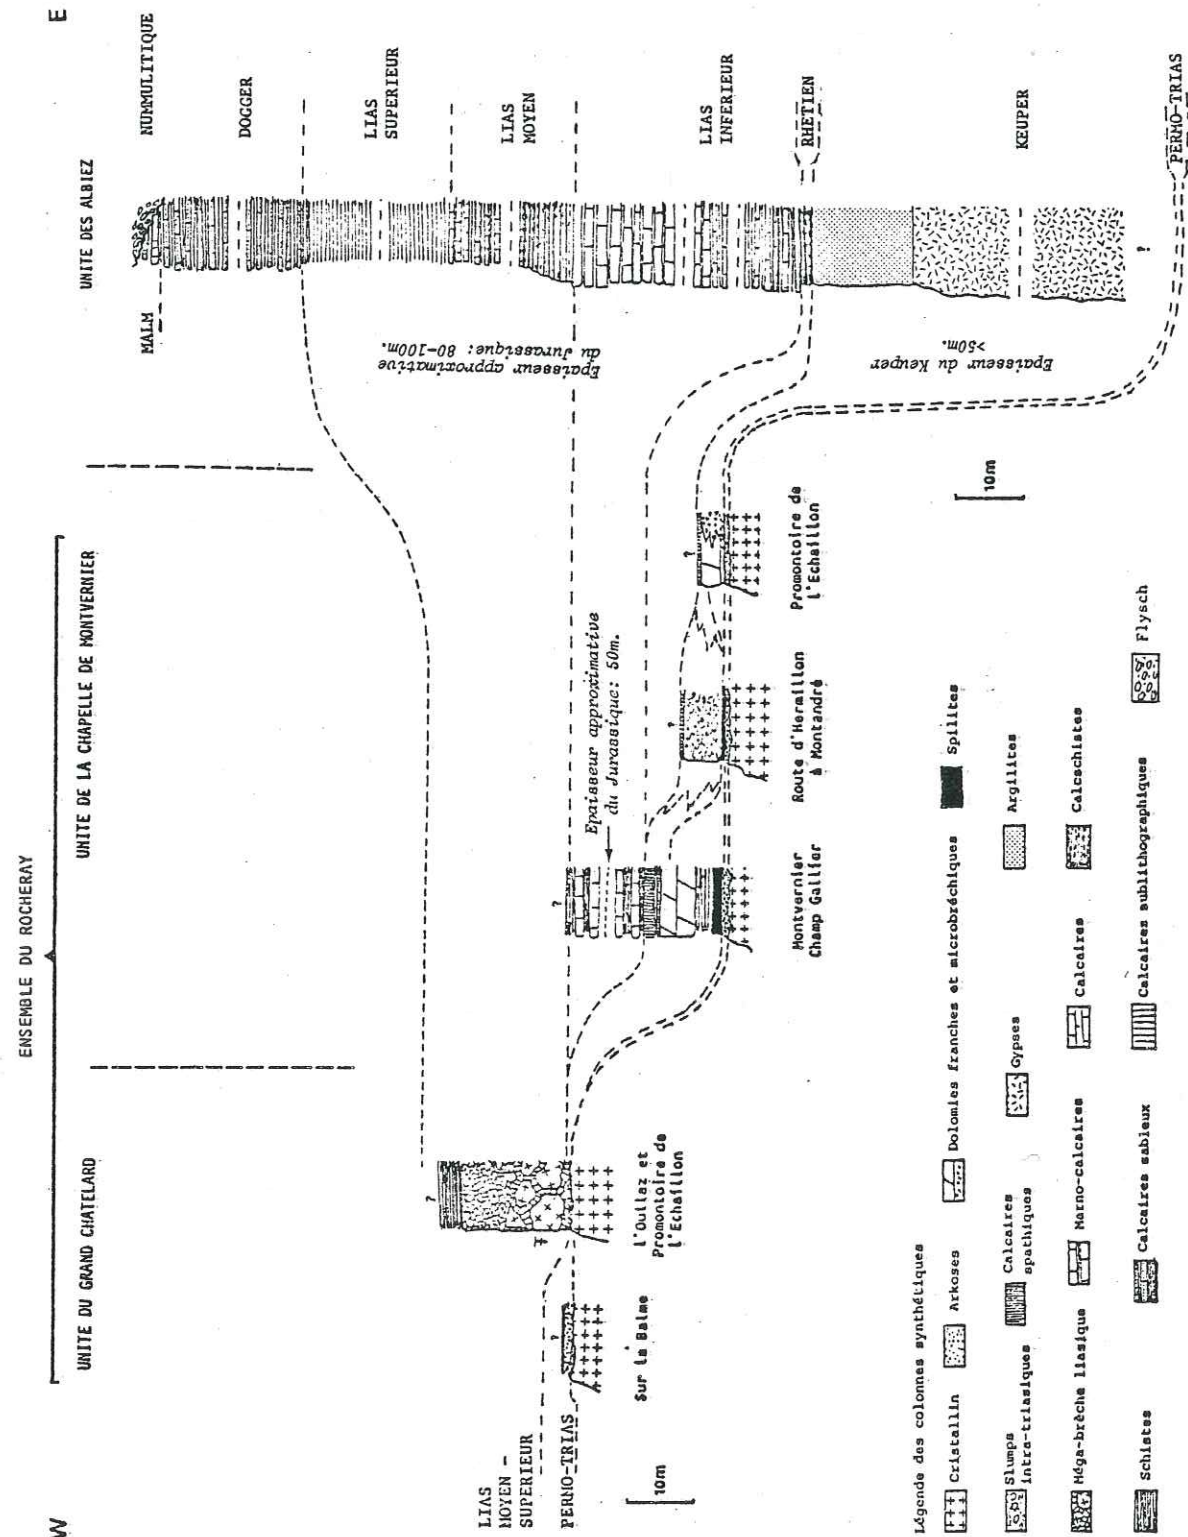 W
E
ENSEMBLE DU ROCHERAY
UNITE DU GRAND CHATELARD
UNITE DE LA CHAPELLE DE MONTVERNIER
UNITE DES ALBIEZ
MALM
NUMMULITIQUE
DOGGER
LIAS
SUPERIEUR
LIAS
MOYEN
LIAS
INFERIEUR
RHETIEN
KEUPER
PERMO-TRIAS
Epaisseur approximative
du Jurassique: 80-100m.
Epaisseur du Keuper
>50m.
Epaisseur approximative
du Jurassique: 50m.
LIAS
MOYEN -
SUPERIEUR
PERMO-TRIAS
?
?
?
?
?
?
Sur la Balme
l'Oullaz et
Promontoire de
l'Echaillon
Montvernier
Champ Gallier
Route d'Hermillon
à Montandré
Promontoire de
l'Echaillon
10m
10m
Légende des colonnes synthétiques
Cristallin
Arkoses
Dolomies franches et microbréchiques
Spilites
Slumps
intra-triasiques
Calcaires
spathiques
Gypses
Argilites
Méga-brèche liasique
Marno-calcaires
Calcaires
Calcschistes
Schistes
Calcaires sableux
Calcaires sublithographiques
Flysch